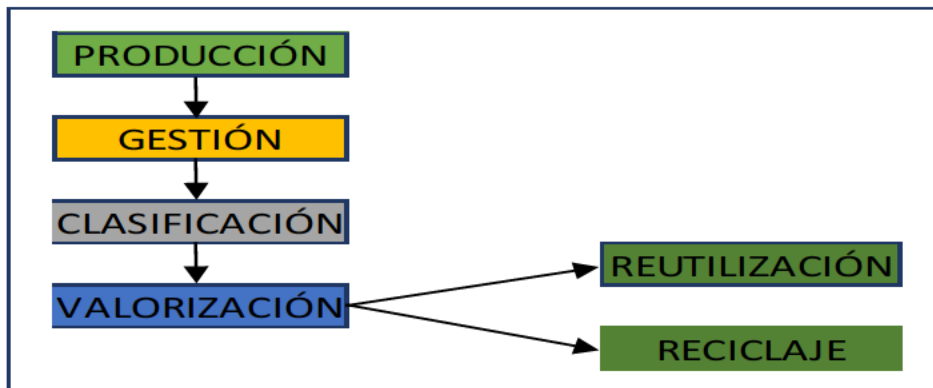 PRODUCCIÓN
GESTIÓN
CLASIFICACIÓN
VALORIZACIÓN
REUTILIZACIÓN
RECICLAJE